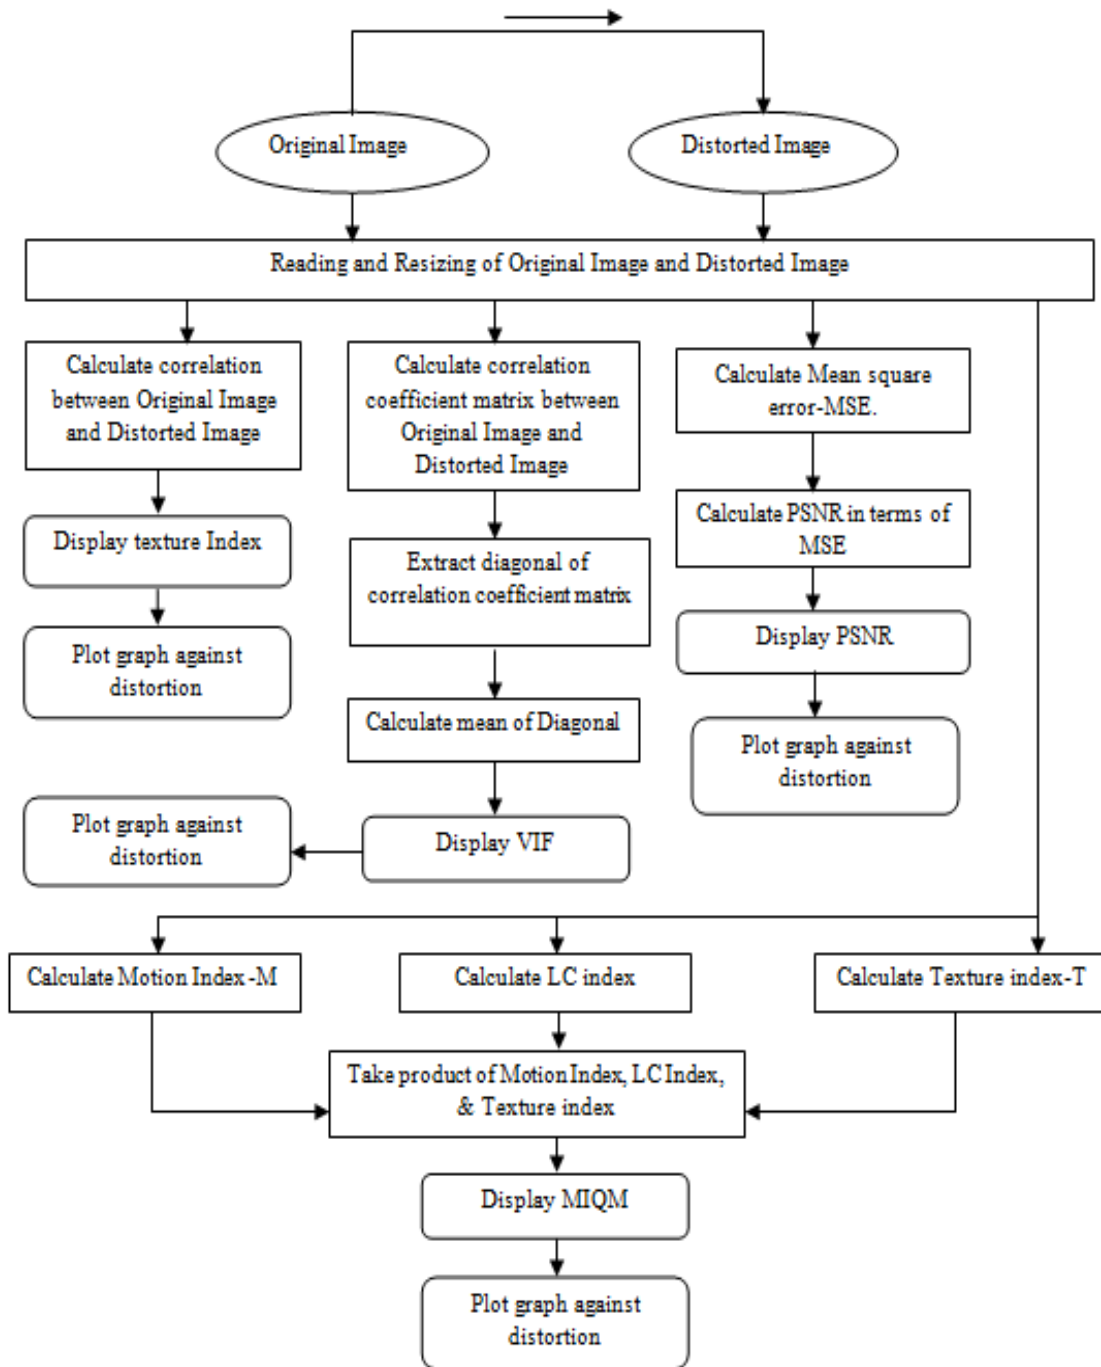 Original Image
Distorted Image
Reading and Resizing of Original Image and Distorted Image
Calculate correlation
between Original Image
and Distorted Image
Display texture Index
Plot graph against
distortion
Calculate correlation
coefficient matrix between
Original Image and
Distorted Image
Extract diagonal of
correlation coefficient matrix
Calculate mean of Diagonal
Display VIF
Plot graph against
distortion
Calculate Mean square
error-MSE.
Calculate PSNR in terms of
MSE
Display PSNR
Plot graph against
distortion
Calculate Motion Index -M
Calculate LC index
Calculate Texture index-T
Take product of Motion Index, LC Index,
& Texture index
Display MIQM
Plot graph against
distortion